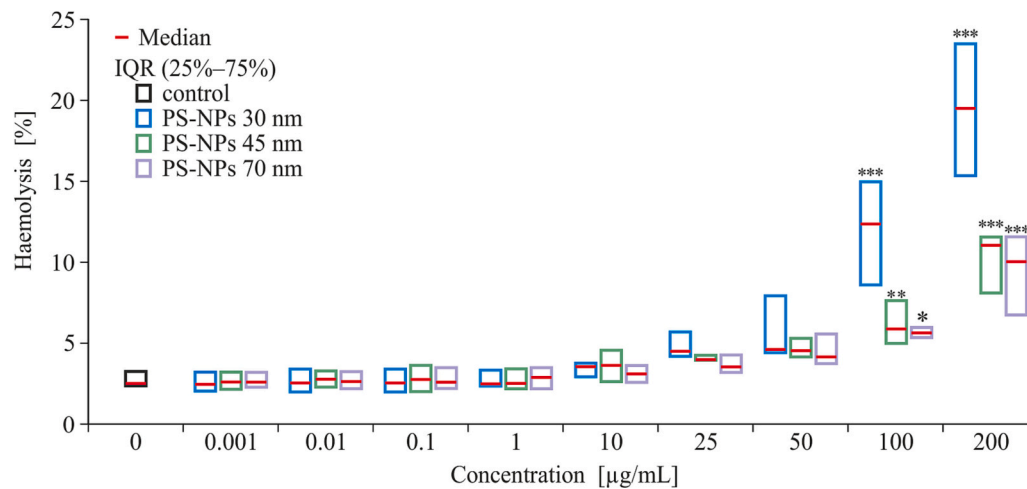 25
20
15
10
5
0
Haemolysis [%]
Median
IQR (25%–75%)
control
PS-NPs 30 nm
PS-NPs 45 nm
PS-NPs 70 nm
***
**
*
***
***
***
0 0.001 0.01 0.1 1 10 25 50 100 200
Concentration [µg/mL]